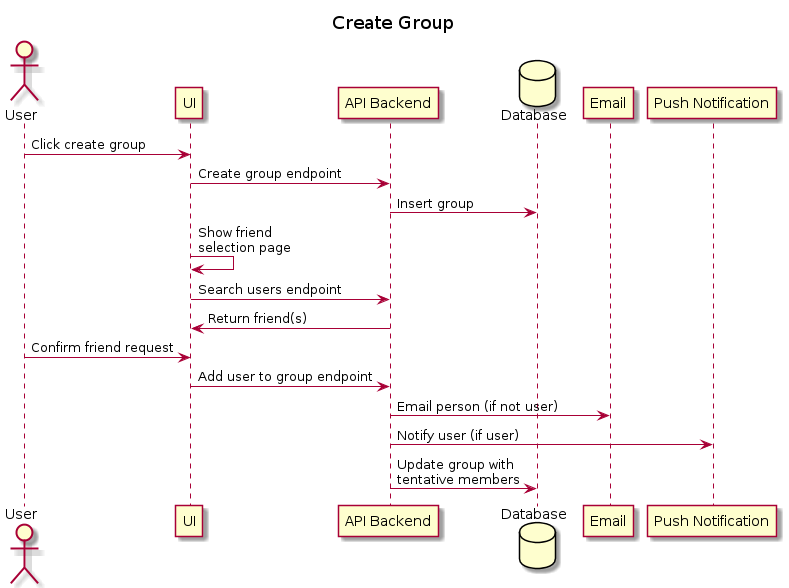 Create Group
User
UI
API Backend
Database
Email
Push Notification
Click create group
Create group endpoint
Insert group
Show friend
selection page
Search users endpoint
Return friend(s)
Confirm friend request
Add user to group endpoint
Email person (if not user)
Notify user (if user)
Update group with
tentative members
User
UI
API Backend
Database
Email
Push Notification